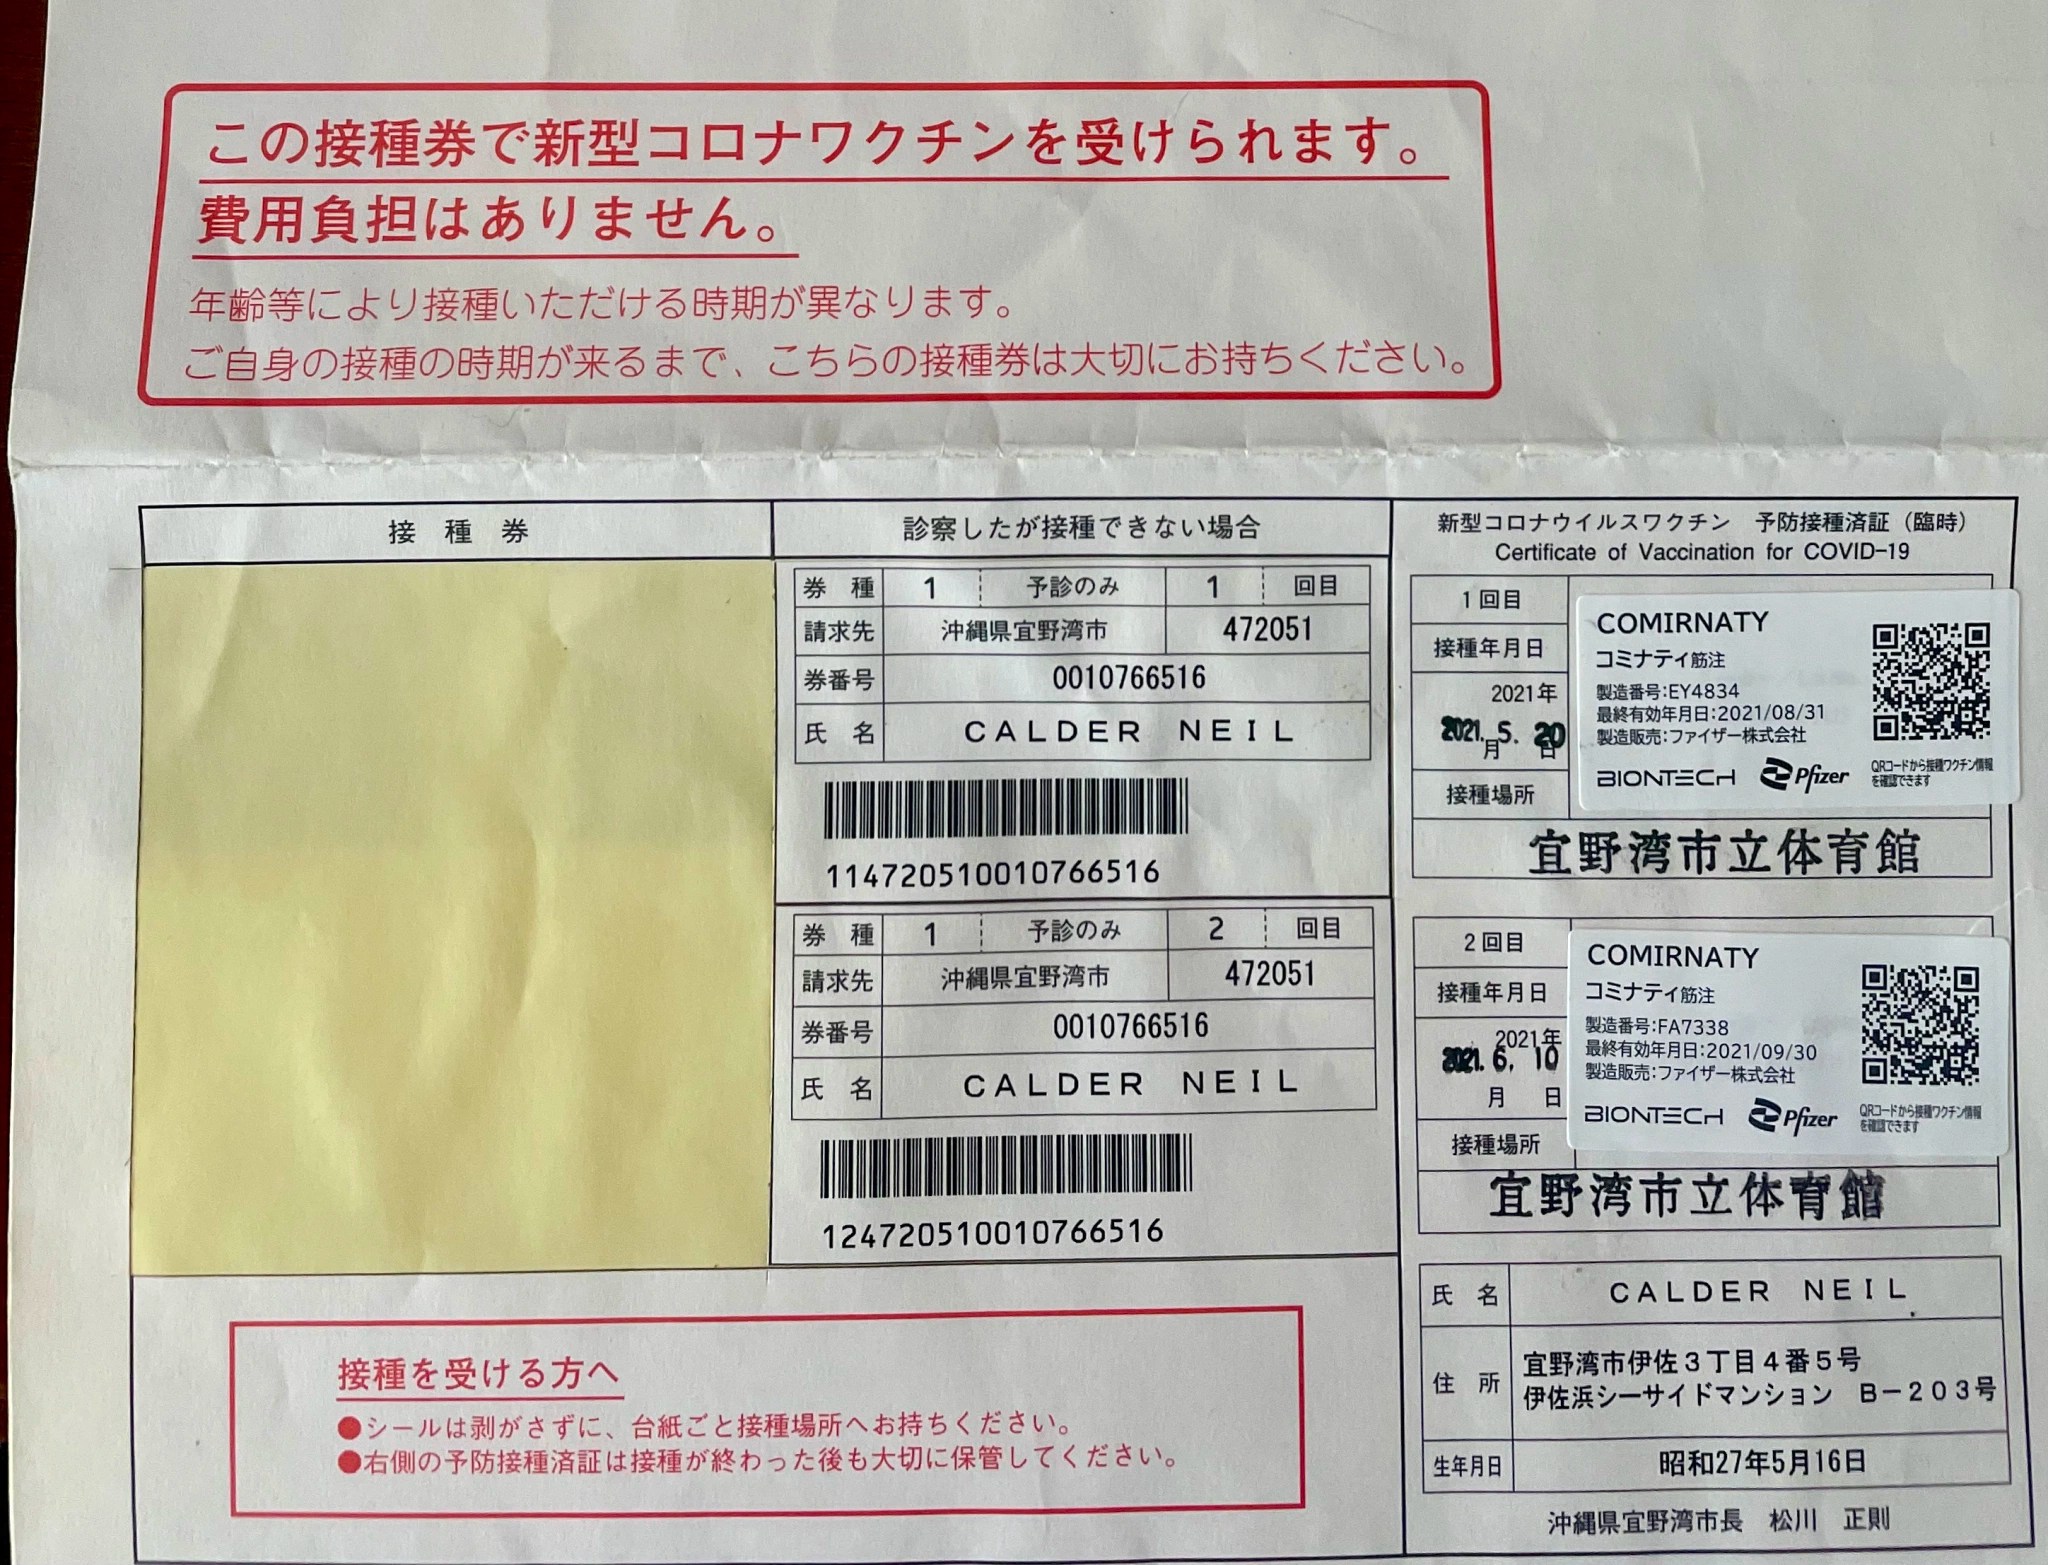 この接種券で新型コロナワクチンを受けられます。
費用負担はありません。
年齢等により接種いただける時期が異なります。
ご自身の接種の時期が来るまで、こちらの接種券は大切にお持ちください。
接 種 券
診察したが接種できない場合
券 種 1 予診のみ 1 回目
請求先 沖縄県宜野湾市 472051
券番号 0010766516
氏 名 CALDER NEIL
114720510010766516
券 種 1 予診のみ 2 回目
請求先 沖縄県宜野湾市 472051
券番号 0010766516
氏 名 CALDER NEIL
124720510010766516
接種を受ける方へ
●シールは剥がさずに、台紙ごと接種場所へお持ちください。
●右側の予防接種済証は接種が終わった後も大切に保管してください。
新型コロナウイルスワクチン 予防接種済証（臨時）
Certificate of Vaccination for COVID-19
1回目
接種年月日
2021年
2021. 5. 20
月 日
接種場所
COMIRNATY
コミナティ筋注
製造番号:EY4834
最終有効年月日:2021/08/31
製造販売:ファイザー株式会社
BIONTECH Pfizer
QRコードから接種ワクチン情報
を確認できます
宜野湾市立体育館
2回目
接種年月日
2021年
2021. 6. 10
月 日
接種場所
COMIRNATY
コミナティ筋注
製造番号:FA7338
最終有効年月日:2021/09/30
製造販売:ファイザー株式会社
BIONTECH Pfizer
QRコードから接種ワクチン情報
を確認できます
宜野湾市立体育館
氏 名 CALDER NEIL
住 所 宜野湾市伊佐３丁目４番５号
伊佐浜シーサイドマンション Ｂ－２０３号
生年月日 昭和27年5月16日
沖縄県宜野湾市長 松川 正則